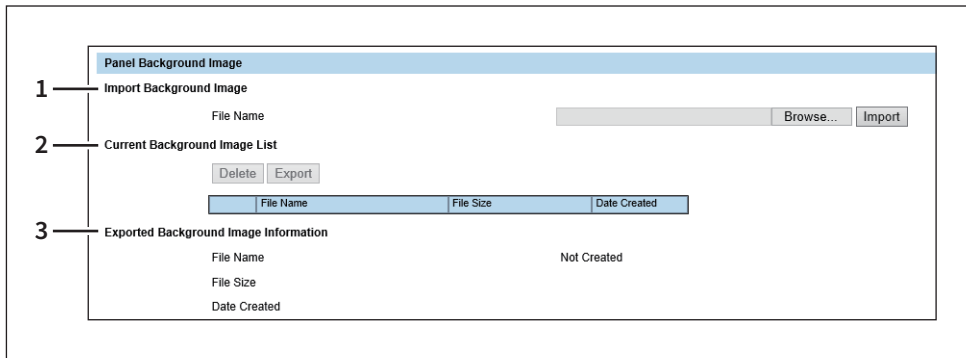 Panel Background Image
1 Import Background Image
File Name Browse... Import
2 Current Background Image List
Delete Export
File Name File Size Date Created
3 Exported Background Image Information
File Name Not Created
File Size
Date Created